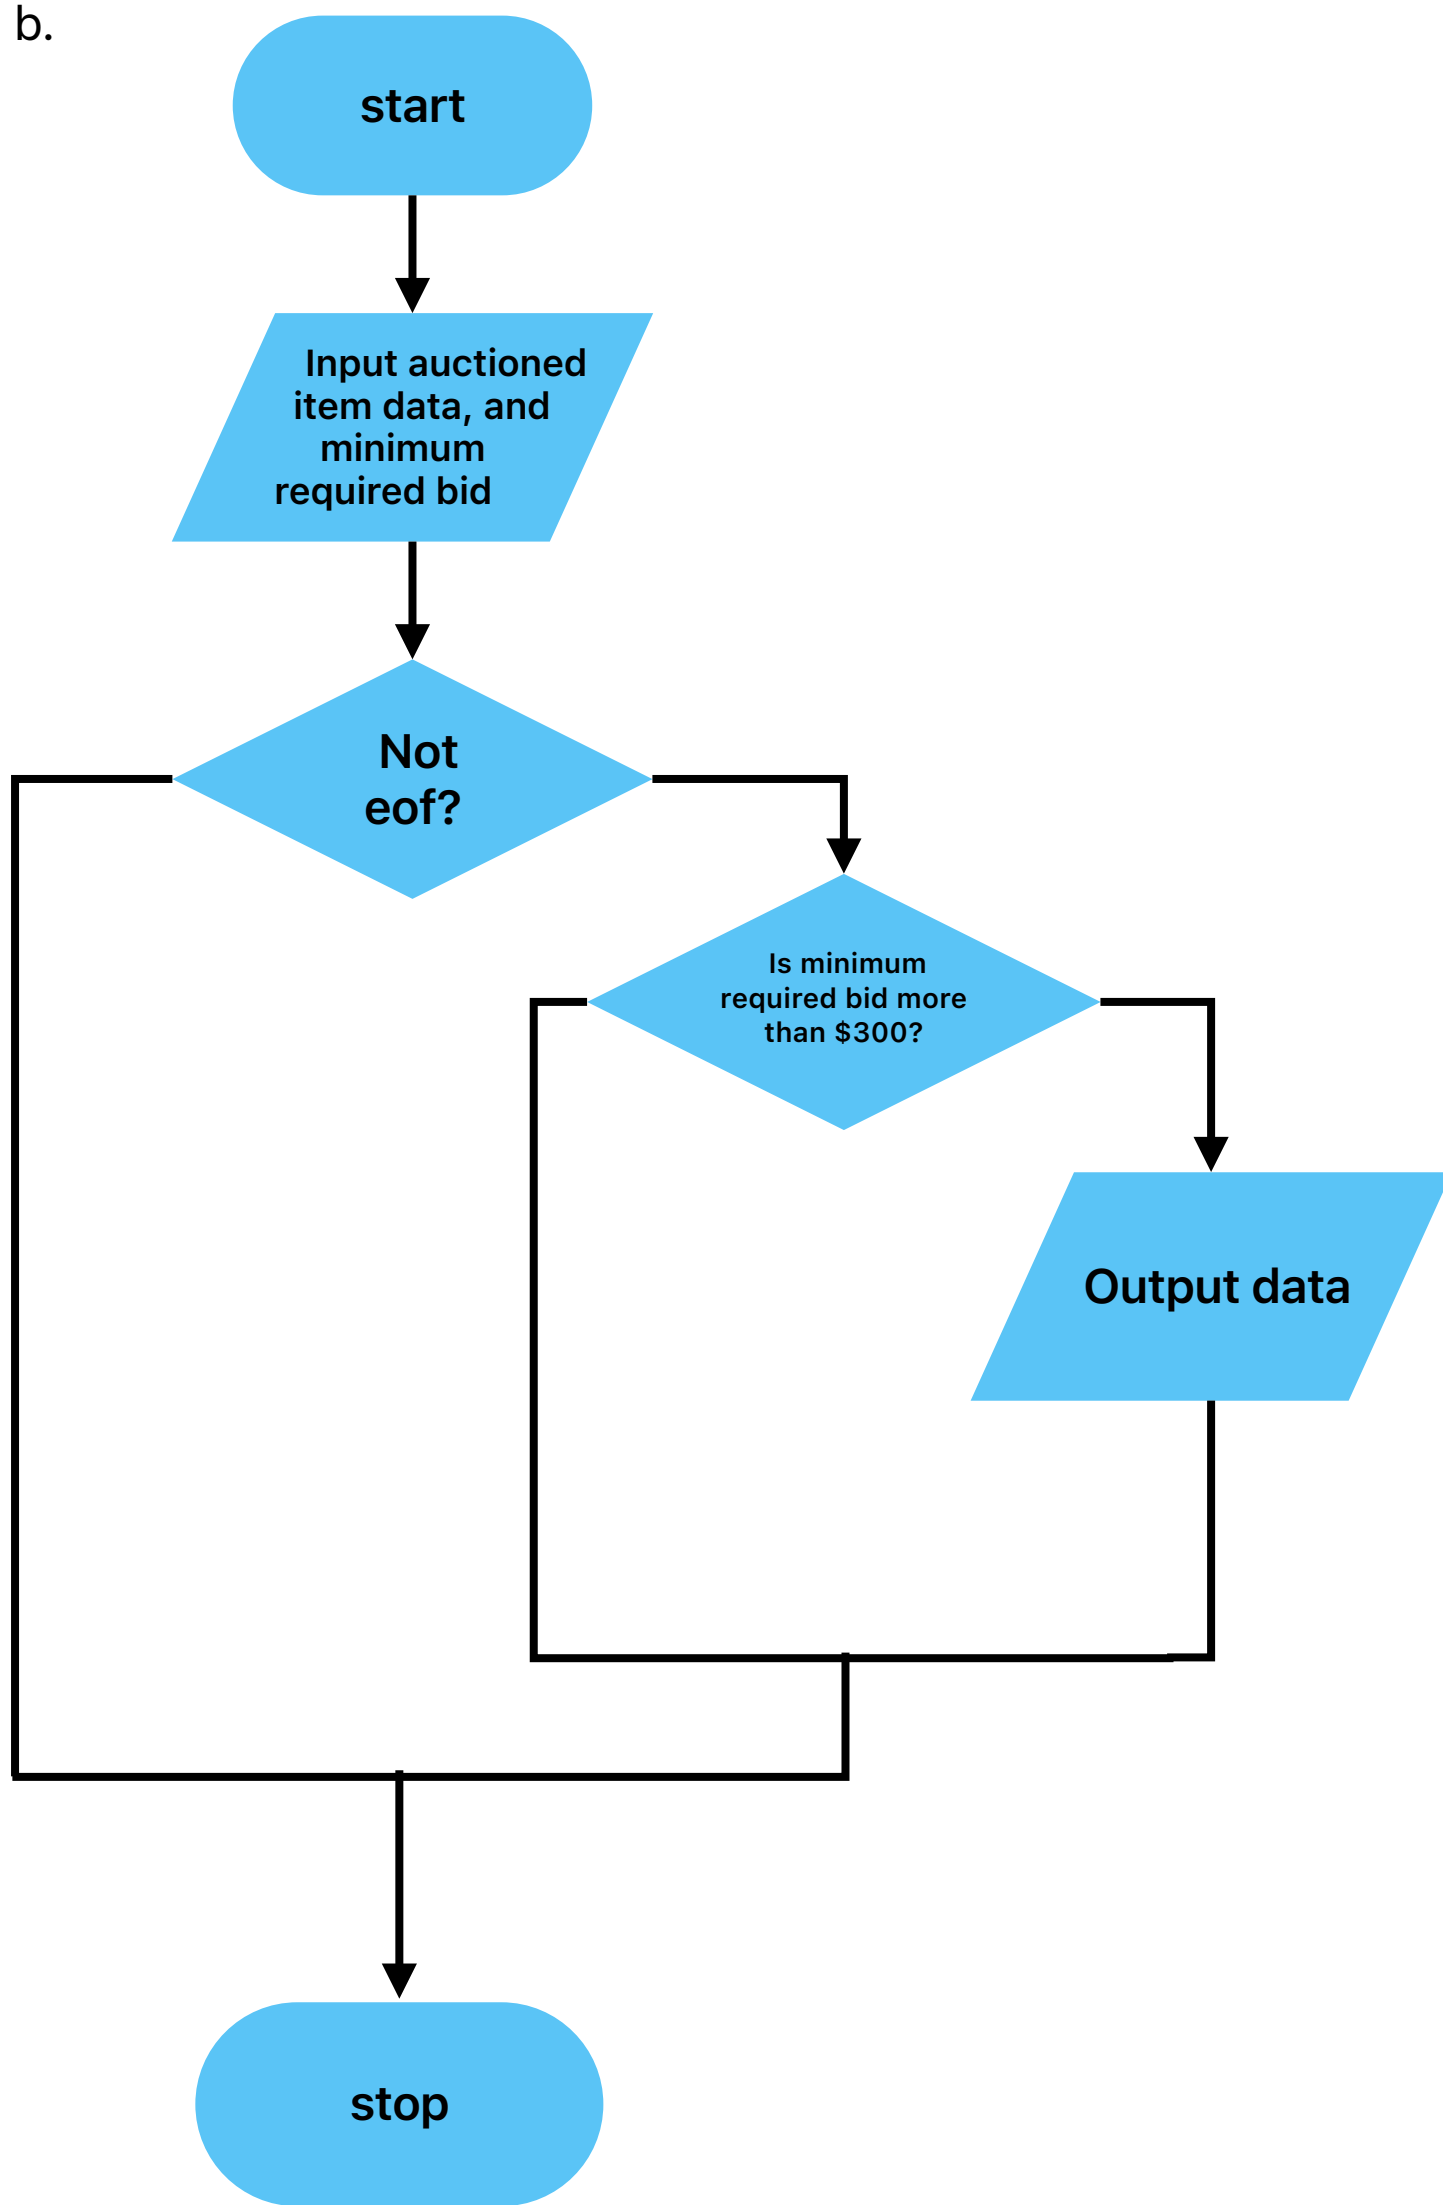 b.
start
Input auctioned
item data, and
minimum
required bid
Not
eof?
Is minimum
required bid more
than $300?
Output data
stop